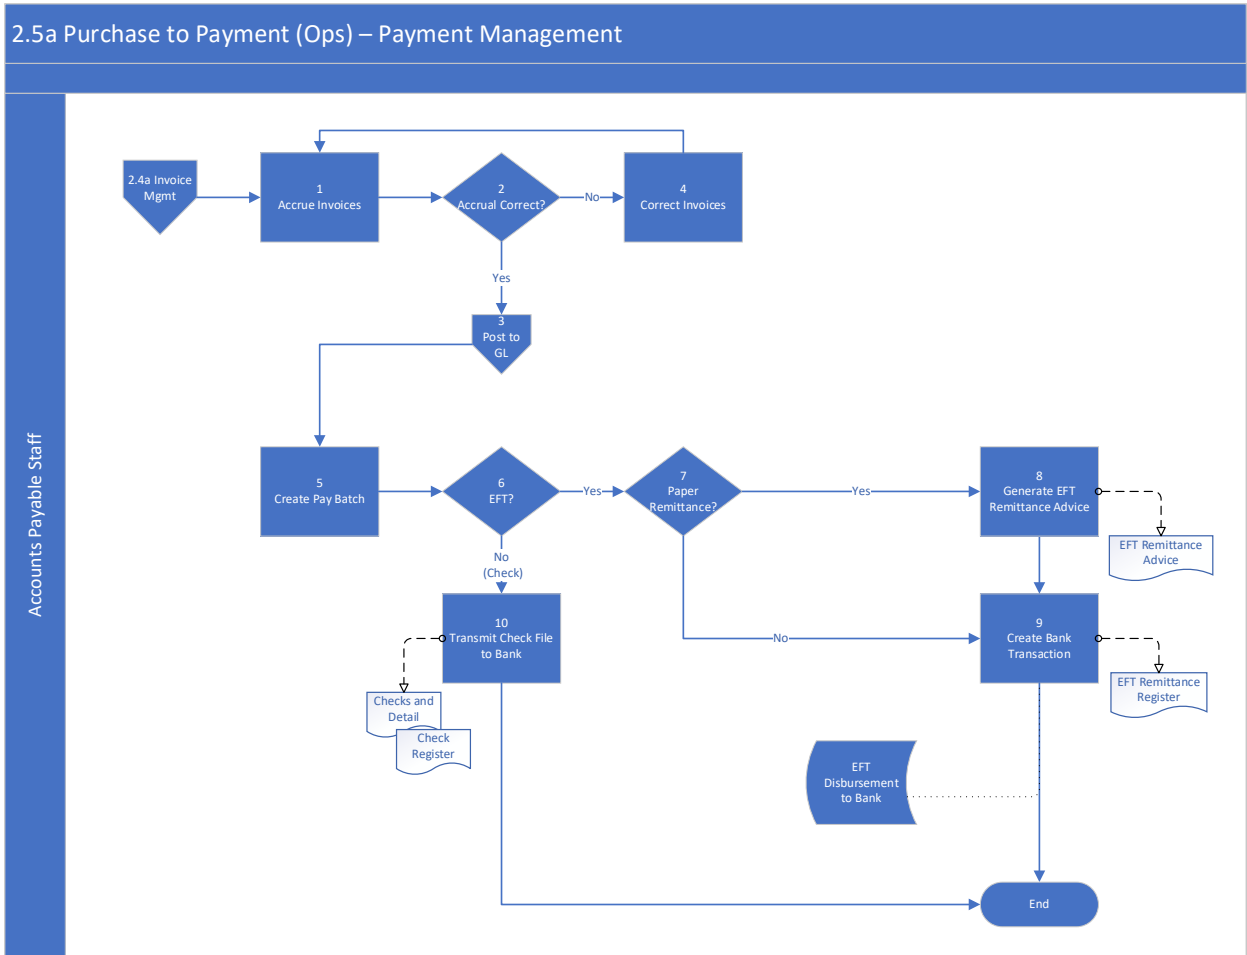 2.5a Purchase to Payment (Ops) – Payment Management
Accounts Payable Staff
2.4a Invoice
Mgmt
1
Accrue Invoices
2
Accrual Correct?
No
4
Correct Invoices
Yes
3
Post to
GL
5
Create Pay Batch
6
EFT?
Yes
7
Paper
Remittance?
Yes
8
Generate EFT
Remittance Advice
EFT Remittance
Advice
No
(Check)
10
Transmit Check File
to Bank
No
9
Create Bank
Transaction
EFT Remittance
Register
Checks and
Detail
Check
Register
EFT
Disbursement
to Bank
End